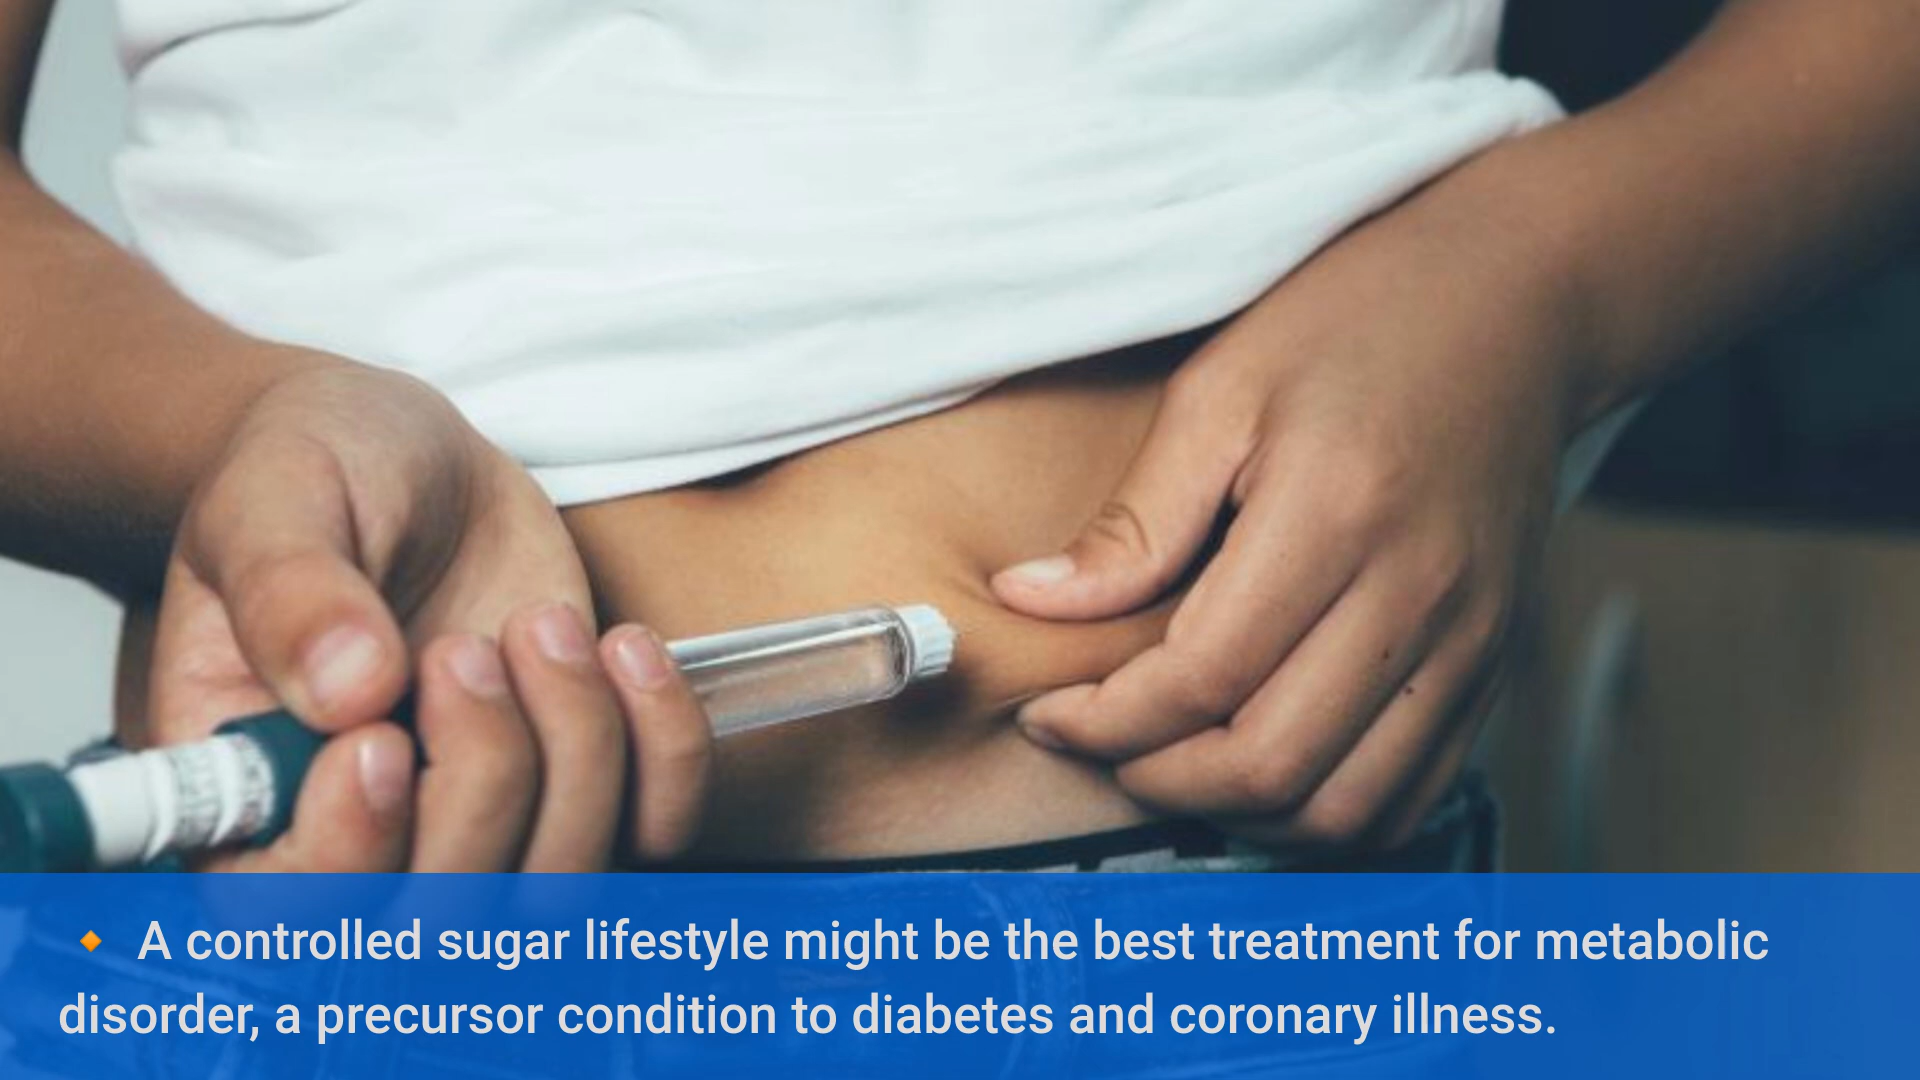 🔸 A controlled sugar lifestyle might be the best treatment for metabolic
disorder, a precursor condition to diabetes and coronary illness.